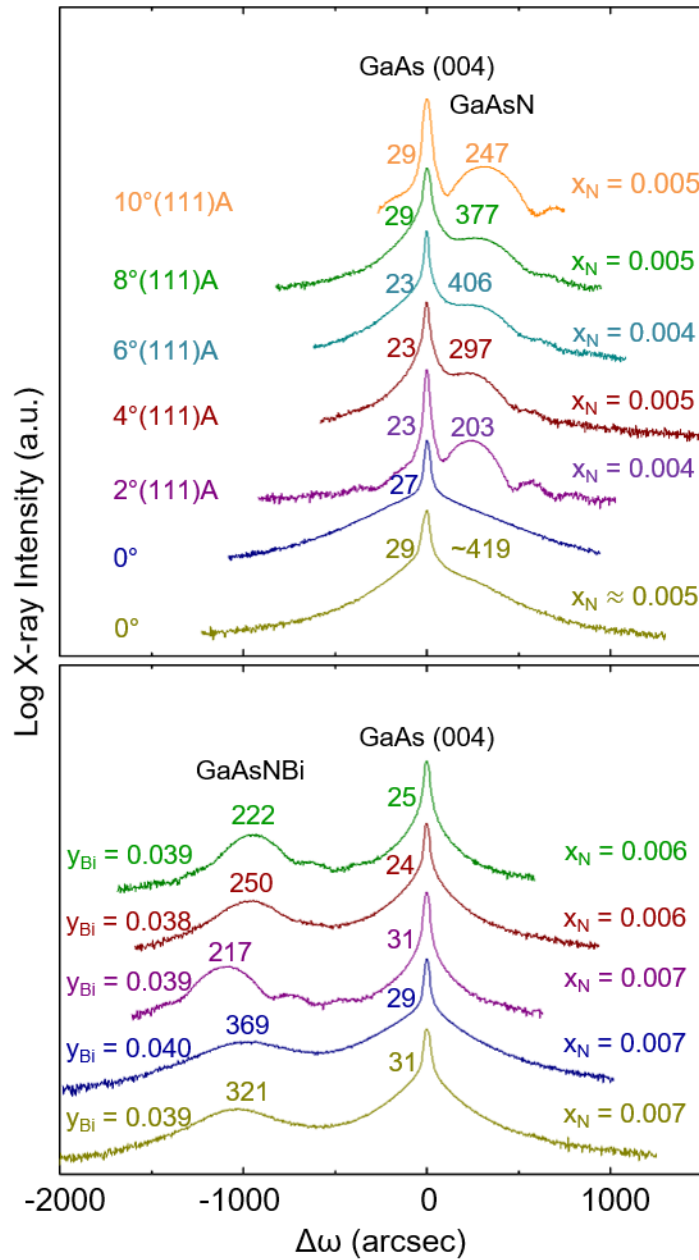 GaAs (004)
GaAsN
29 247
10°(111)A x_N = 0.005
29 377
8°(111)A x_N = 0.005
23 406
6°(111)A x_N = 0.004
23 297
4°(111)A x_N = 0.005
23 203
2°(111)A x_N = 0.004
27
0°
29 ~419
0° x_N ≈ 0.005
Log X-ray Intensity (a.u.)
GaAs (004)
GaAsNBi
222 25
y_Bi = 0.039 x_N = 0.006
250 24
y_Bi = 0.038 x_N = 0.006
217 31
y_Bi = 0.039 x_N = 0.007
369 29
y_Bi = 0.040 x_N = 0.007
321 31
y_Bi = 0.039 x_N = 0.007
-2000 -1000 0 1000
Δω (arcsec)